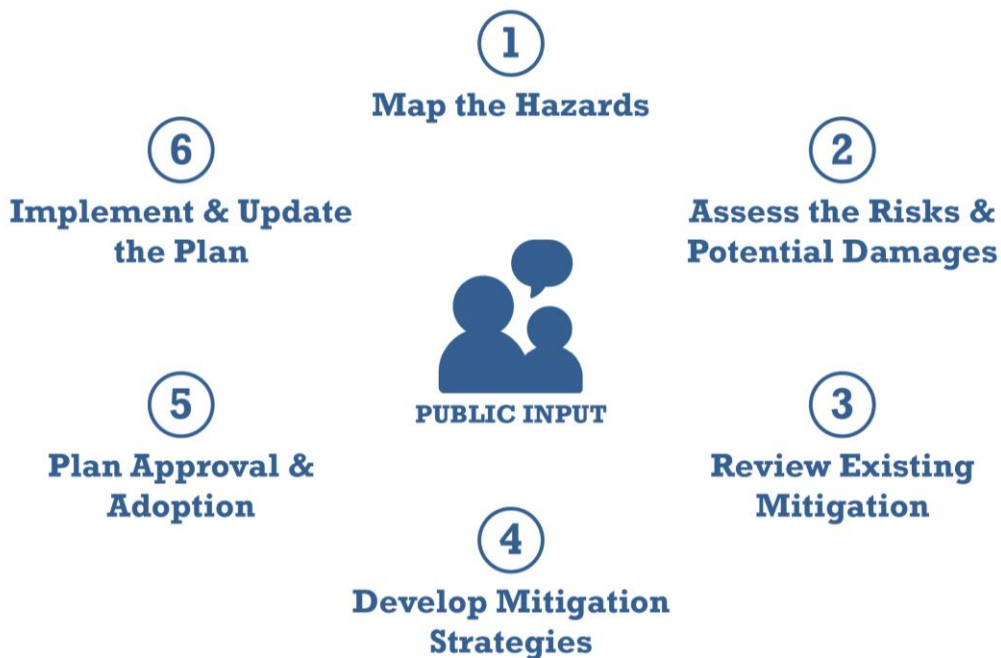 1
Map the Hazards
2
Assess the Risks &
Potential Damages
3
Review Existing
Mitigation
4
Develop Mitigation
Strategies
5
Plan Approval &
Adoption
6
Implement & Update
the Plan
PUBLIC INPUT